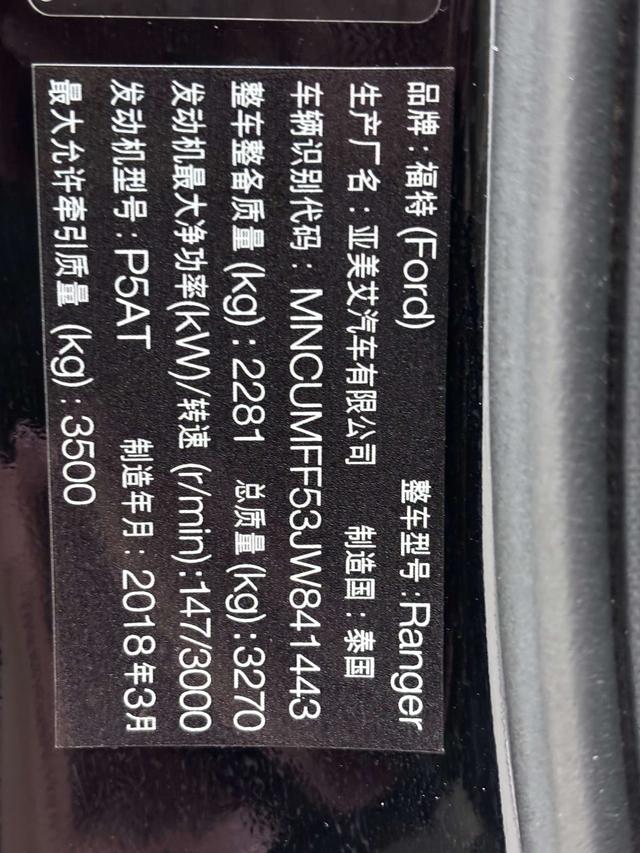 品牌：福特 (Ford) 整车型号:Ranger
生产厂名：亚美艾汽车有限公司 制造国：泰国
车辆识别代码：MNCUMFF53JW841443
整车整备质量 (kg)：2281 总质量 (kg):3270
发动机最大净功率(kW)/转速 (r/min):147/3000
发动机型号：P5AT 制造年月：2018年3月
最大允许牵引质量 (kg)：3500